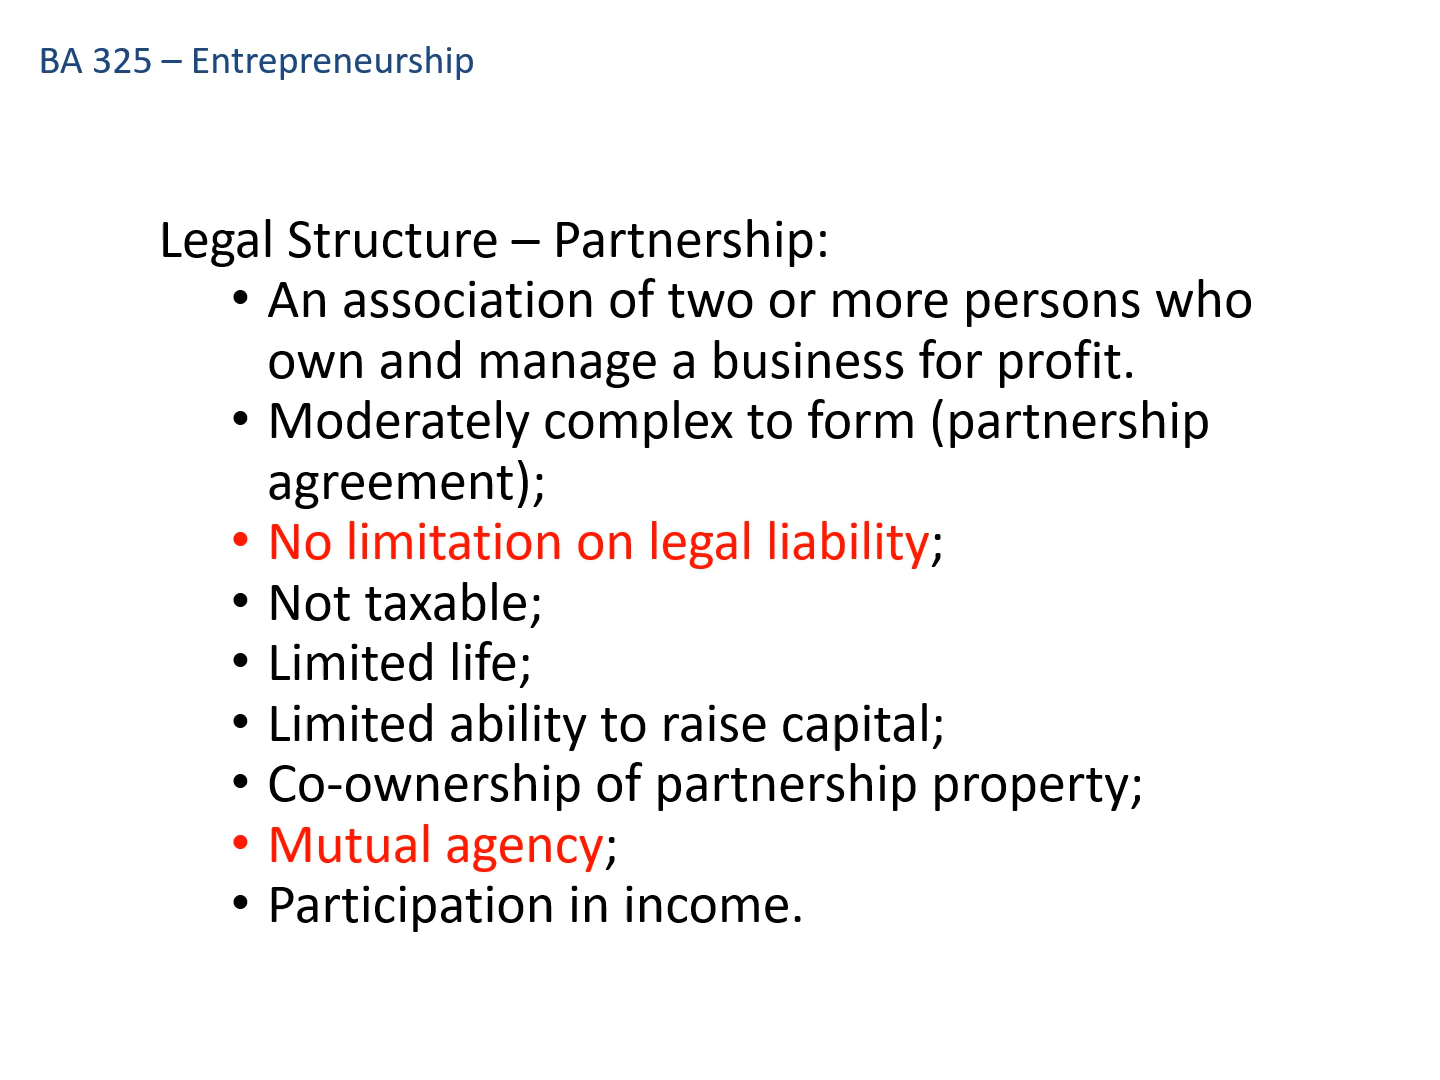 BA 325 – Entrepreneurship
Legal Structure – Partnership:
• An association of two or more persons who
own and manage a business for profit.
• Moderately complex to form (partnership
agreement);
• No limitation on legal liability;
• Not taxable;
• Limited life;
• Limited ability to raise capital;
• Co-ownership of partnership property;
• Mutual agency;
• Participation in income.